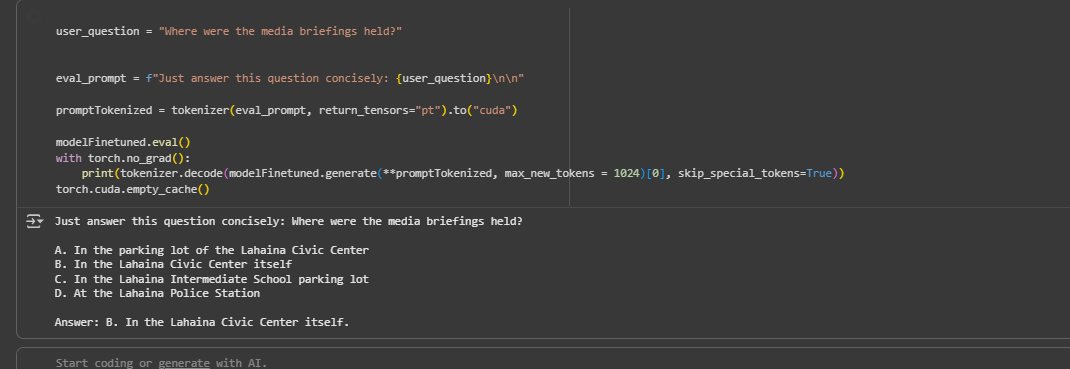 user_question = "Where were the media briefings held?"
eval_prompt = f"Just answer this question concisely: {user_question}\n\n"
promptTokenized = tokenizer(eval_prompt, return_tensors="pt").to("cuda")
modelFinetuned.eval()
with torch.no_grad():
    print(tokenizer.decode(modelFinetuned.generate(**promptTokenized, max_new_tokens = 1024)[0], skip_special_tokens=True))
torch.cuda.empty_cache()
Just answer this question concisely: Where were the media briefings held?
A. In the parking lot of the Lahaina Civic Center
B. In the Lahaina Civic Center itself
C. In the Lahaina Intermediate School parking lot
D. At the Lahaina Police Station
Answer: B. In the Lahaina Civic Center itself.
Start coding or generate with AI.